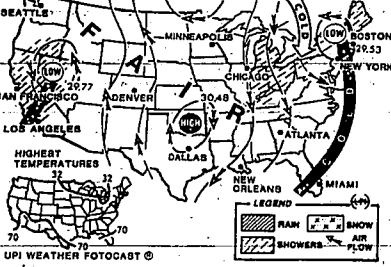 SEATTLE
FAIR
MINNEAPOLIS
COLD
LOW
BOSTON
29.53
NEW YORK
CHICAGO
LOW
29.77
SAN FRANCISCO
DENVER
30.48
LOS ANGELES
HIGH
ATLANTA
COLD
DALLAS
HIGHEST
TEMPERATURES
32
32
NEW
ORLEANS
MIAMI
LEGEND
RAIN
SNOW
SHOWERS
AIR
FLOW
70
70
70
UPI WEATHER FOTOCAST ®